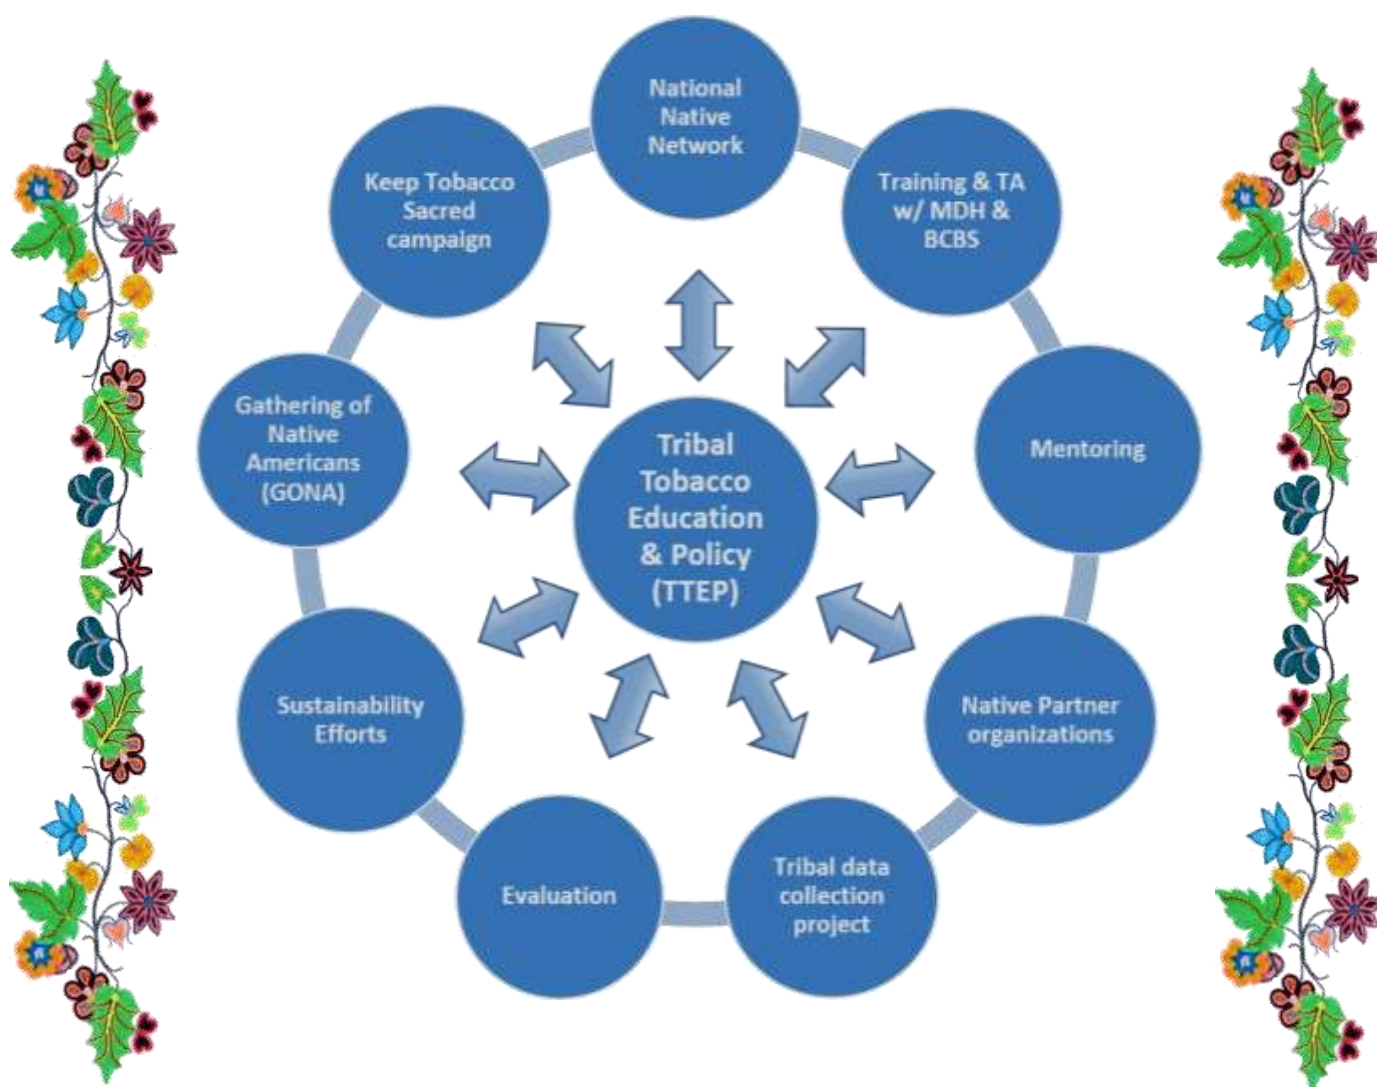 National
Native
Network
Training & TA
w/ MDH &
BCBS
Mentoring
Native Partner
organizations
Tribal data
collection
project
Evaluation
Sustainability
Efforts
Gathering of
Native
Americans
(GONA)
Keep Tobacco
Sacred
campaign
Tribal
Tobacco
Education
& Policy
(TTEP)